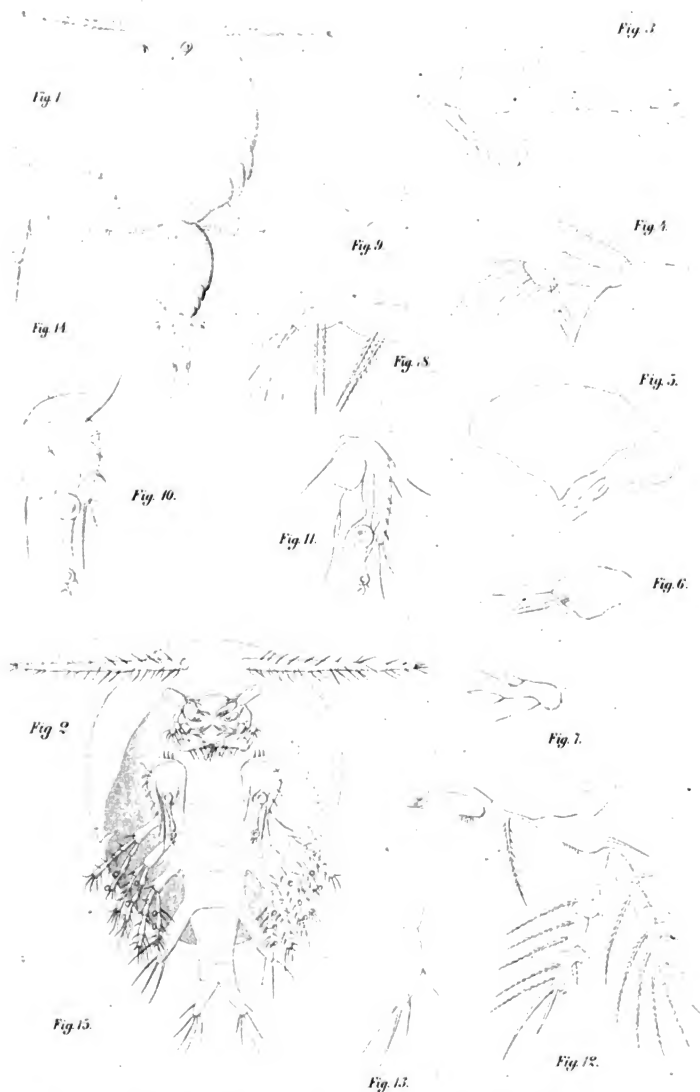 Fig. 3
Fig. 1
Fig. 4.
Fig. 9.
Fig. 14.
Fig. 8
Fig. 5.
Fig. 10.
Fig. 11.
Fig. 6.
Fig. 2
Fig. 7.
Fig. 15.
Fig. 12.
Fig. 13.